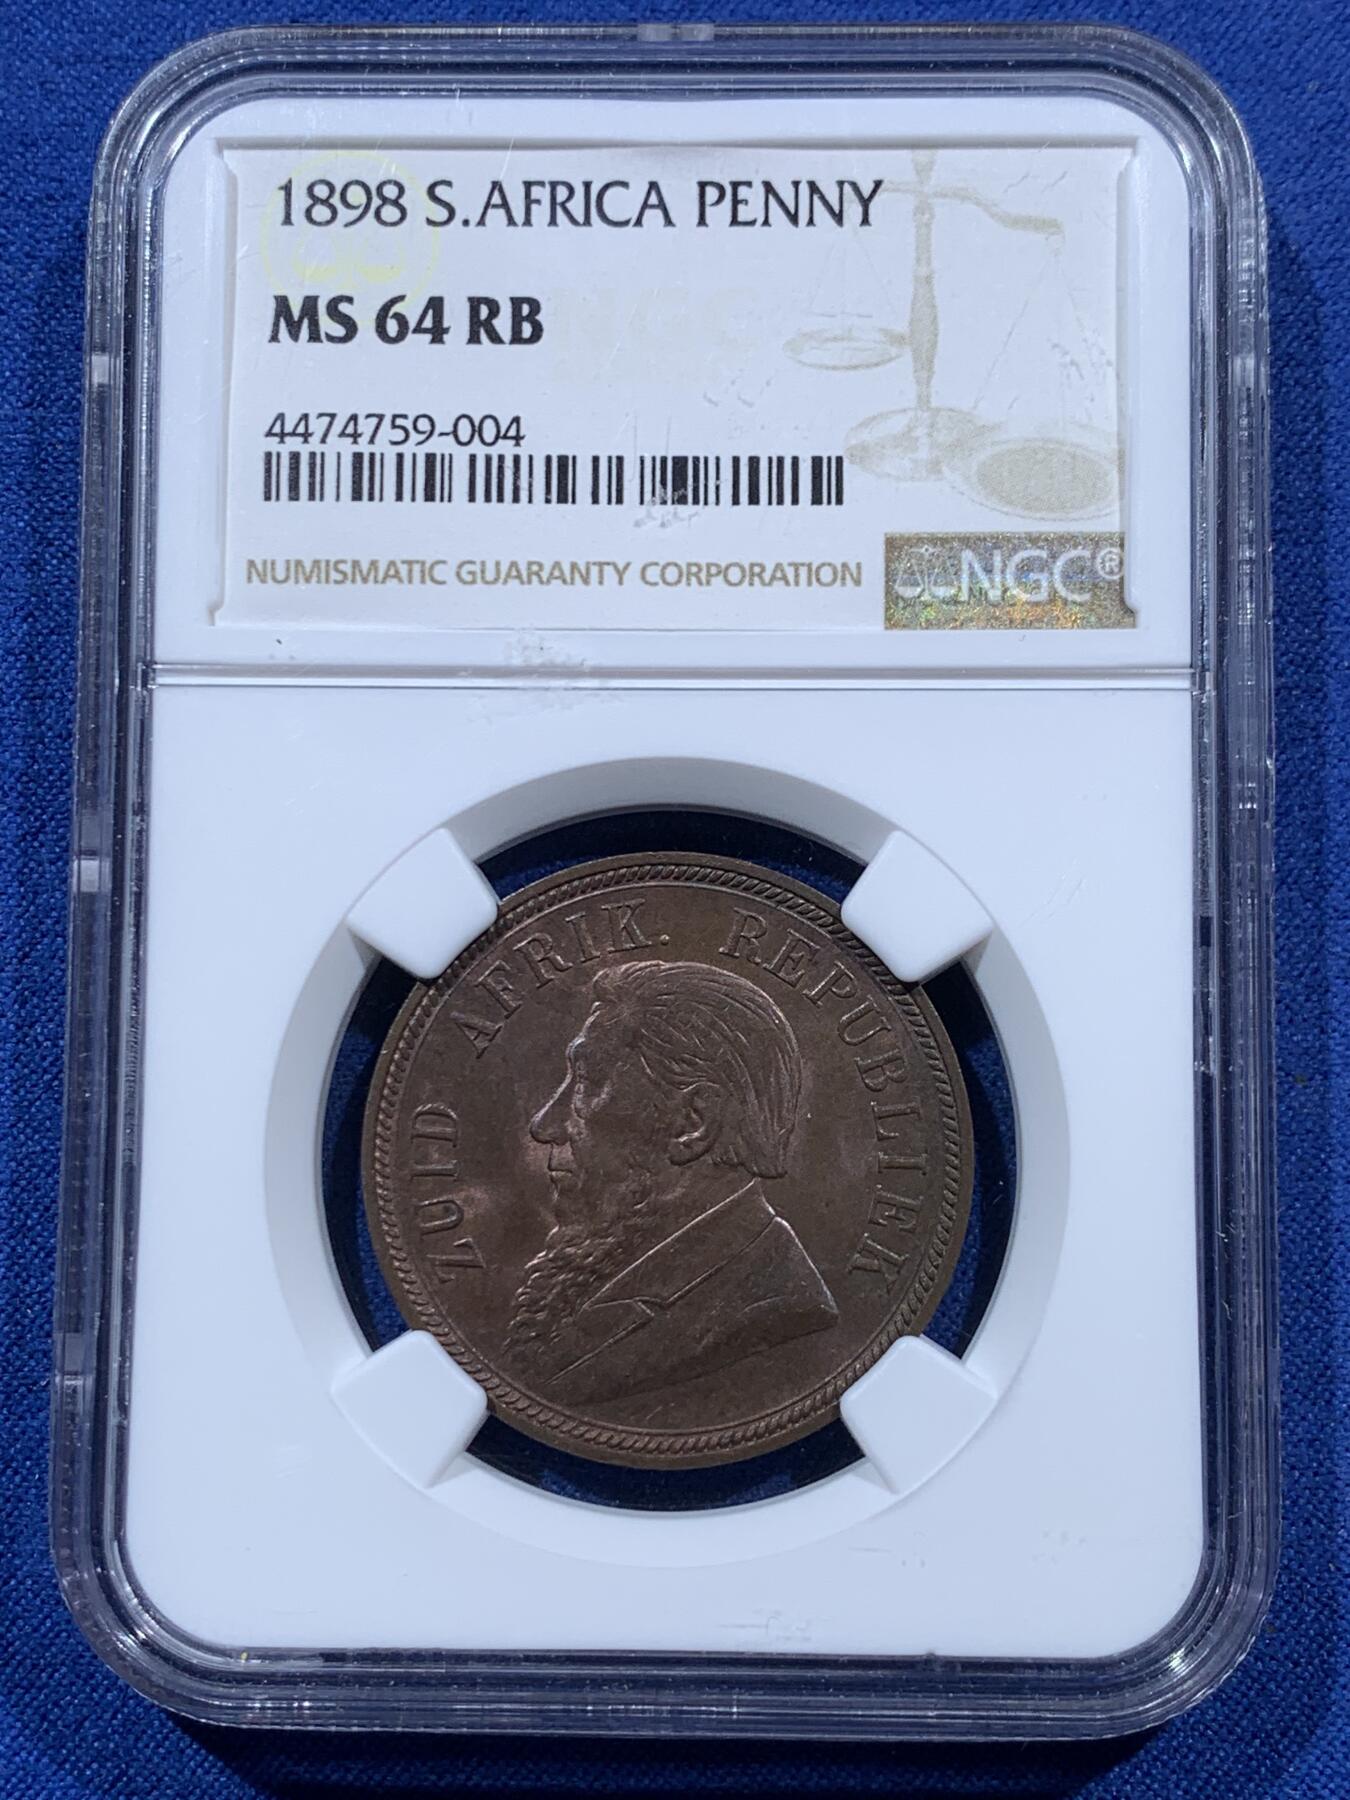 1898 S.AFRICA PENNY
MS 64 RB
4474759-004
NUMISMATIC GUARANTY CORPORATION
NGC®
ZUID AFRIK. REPUBLIEK